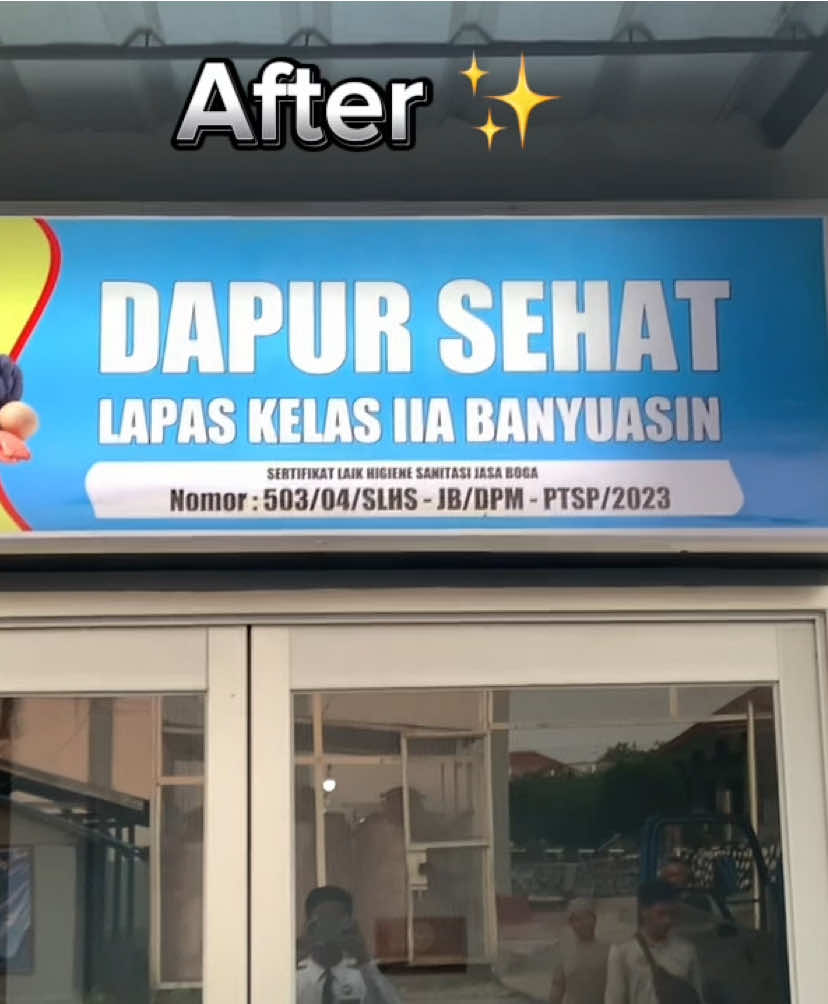 After ✨
DAPUR SEHAT
LAPAS KELAS IIA BANYUASIN
SERTIFIKAT LAIK HIGIENE SANITASI JASA BOGA
Nomor : 503/04/SLHS - JB/DPM - PTSP/2023